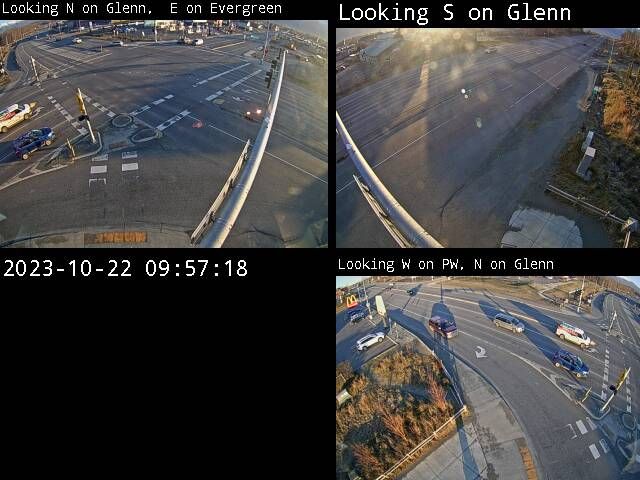 Looking N on Glenn,  E on Evergreen
Looking S on Glenn
2023-10-22 09:57:18
Looking W on PW, N on Glenn